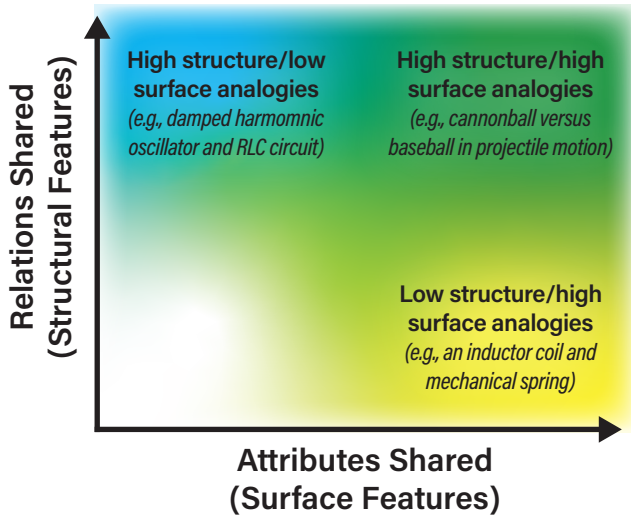 High structure/low
surface analogies
(e.g., damped harmomnic
oscillator and RLC circuit)
High structure/high
surface analogies
(e.g., cannonball versus
baseball in projectile motion)
Low structure/high
surface analogies
(e.g., an inductor coil and
mechanical spring)
Relations Shared
(Structural Features)
Attributes Shared
(Surface Features)